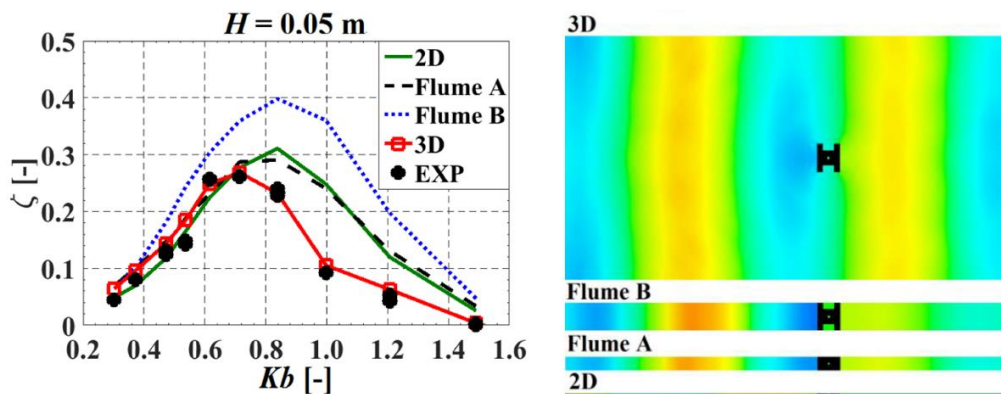 H = 0.05 m
ζ [-]
0.5
0.4
0.3
0.2
0.1
0
0.2 0.4 0.6 0.8 1.0 1.2 1.4 1.6
Kb [-]
2D
Flume A
Flume B
3D
EXP
3D
Flume B
Flume A
2D